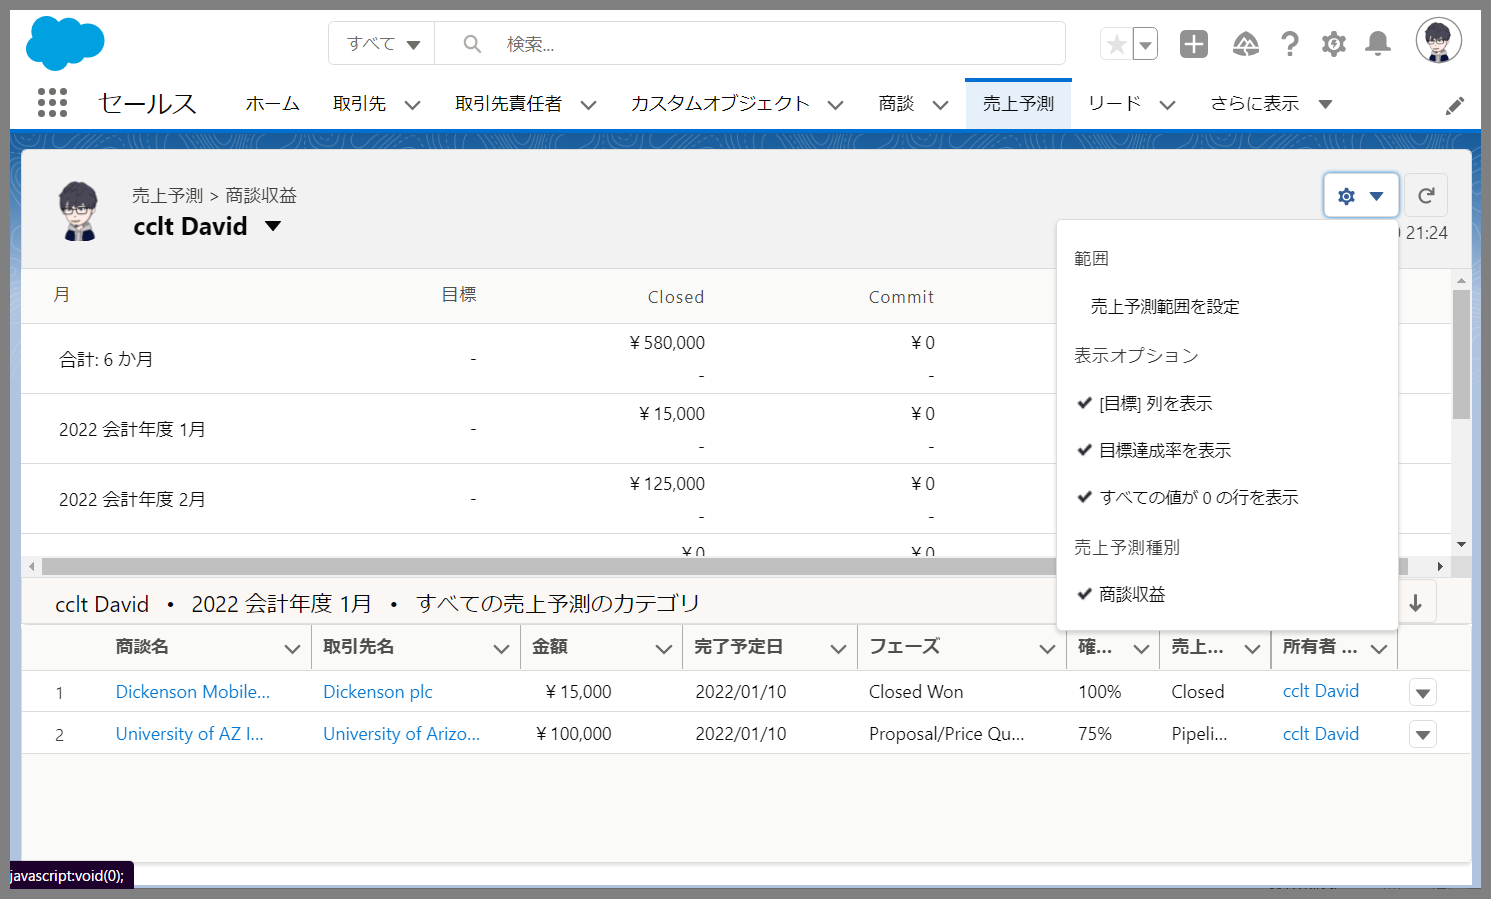 すべて 検索...
セールス ホーム 取引先 取引先責任者 カスタムオブジェクト 商談 売上予測 リード さらに表示
売上予測 > 商談収益
cclt David
21:24
範囲
売上予測範囲を設定
表示オプション
[目標] 列を表示
目標達成率を表示
すべての値が 0 の行を表示
売上予測種別
商談収益
月 目標 Closed Commit
合計: 6 か月 - ¥ 580,000 ¥ 0
- -
2022 会計年度 1月 - ¥ 15,000 ¥ 0
- -
2022 会計年度 2月 - ¥ 125,000 ¥ 0
- -
¥ 0 ¥ 0
cclt David • 2022 会計年度 1月 • すべての売上予測のカテゴリ
商談名 取引先名 金額 完了予定日 フェーズ 確... 売上... 所有者 ...
1 Dickenson Mobile... Dickenson plc ¥ 15,000 2022/01/10 Closed Won 100% Closed cclt David
2 University of AZ I... University of Arizo... ¥ 100,000 2022/01/10 Proposal/Price Qu... 75% Pipeli... cclt David
javascript:void(0);